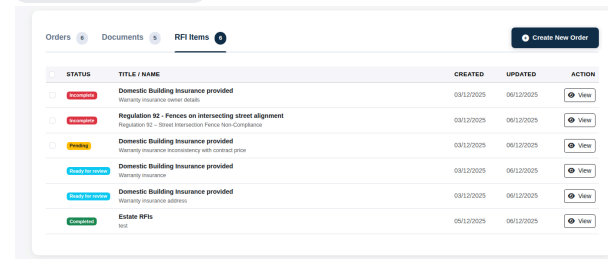 Orders 6 Documents 5 RFI Items 6
Create New Order
STATUS TITLE / NAME CREATED UPDATED ACTION
Incomplete Domestic Building Insurance provided 03/12/2025 06/12/2025 View
Warranty insurance owner details
Incomplete Regulation 92 - Fences on intersecting street alignment 03/12/2025 06/12/2025 View
Regulation 92 – Street Intersection Fence Non-Compliance
Pending Domestic Building Insurance provided 03/12/2025 06/12/2025 View
Warranty insurance inconsistency with contract price
Ready for review Domestic Building Insurance provided 03/12/2025 06/12/2025 View
Warranty insurance
Ready for review Domestic Building Insurance provided 03/12/2025 06/12/2025 View
Warranty insurance address
Completed Estate RFIs 05/12/2025 06/12/2025 View
test